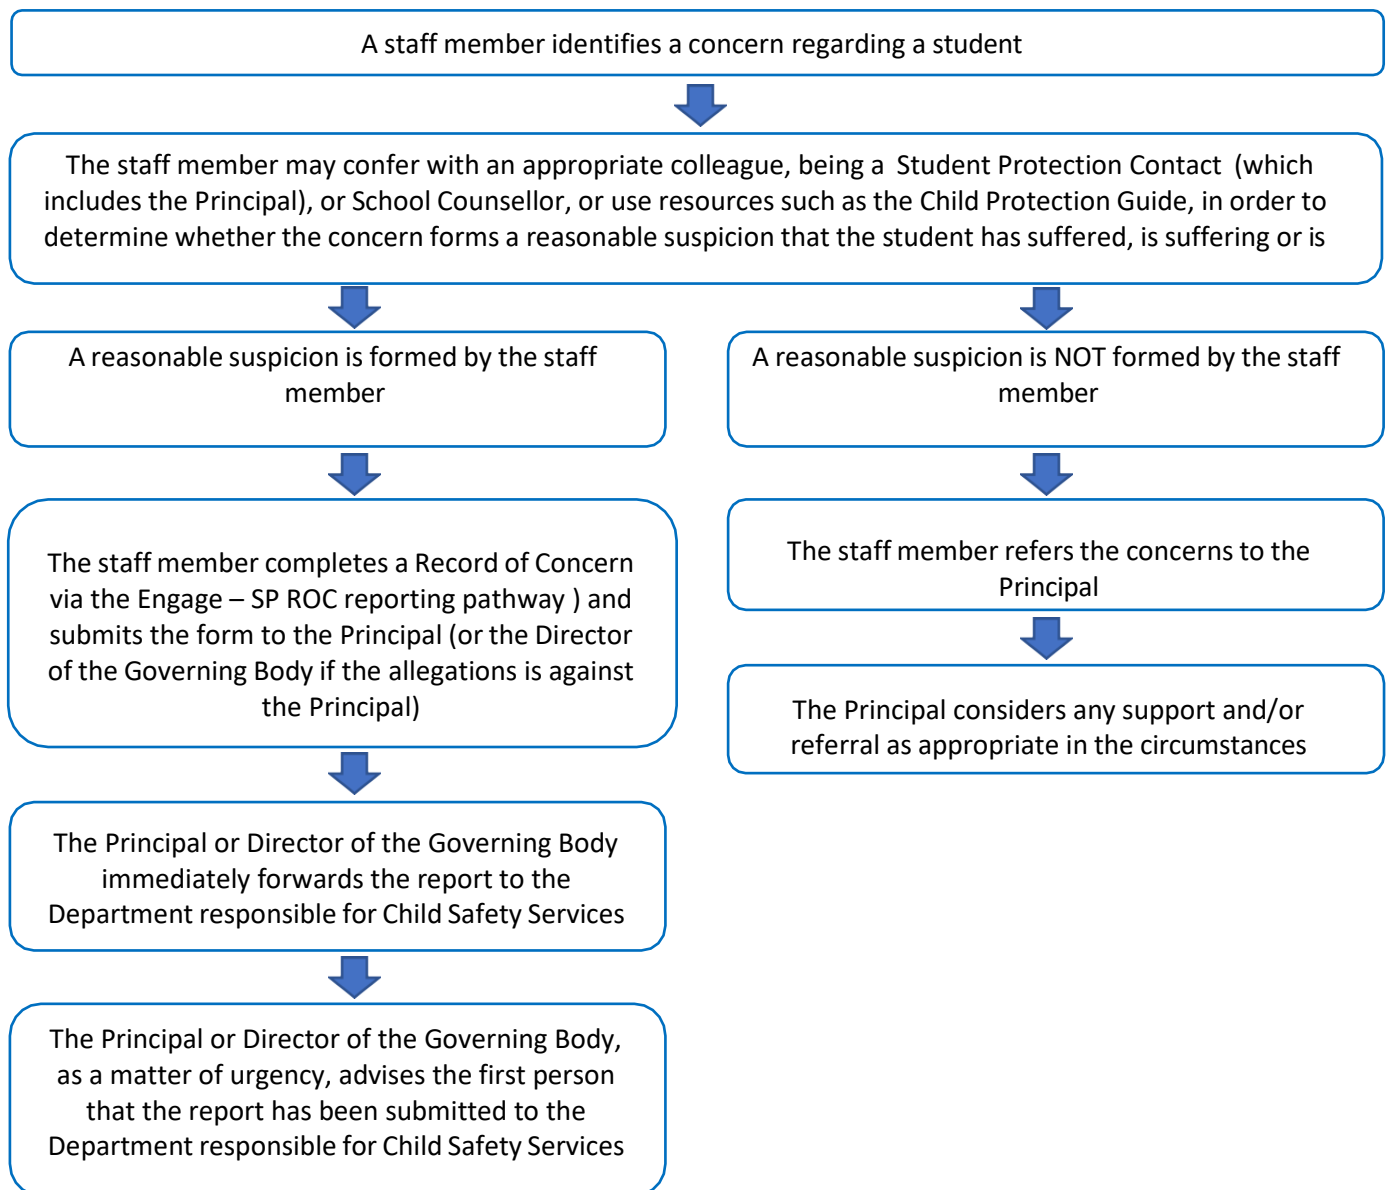 A staff member identifies a concern regarding a student
The staff member may confer with an appropriate colleague, being a Student Protection Contact (which
includes the Principal), or School Counsellor, or use resources such as the Child Protection Guide, in order to
determine whether the concern forms a reasonable suspicion that the student has suffered, is suffering or is
A reasonable suspicion is formed by the staff
member
A reasonable suspicion is NOT formed by the staff
member
The staff member completes a Record of Concern
via the Engage – SP ROC reporting pathway ) and
submits the form to the Principal (or the Director
of the Governing Body if the allegations is against
the Principal)
The staff member refers the concerns to the
Principal
The Principal considers any support and/or
referral as appropriate in the circumstances
The Principal or Director of the Governing Body
immediately forwards the report to the
Department responsible for Child Safety Services
The Principal or Director of the Governing Body,
as a matter of urgency, advises the first person
that the report has been submitted to the
Department responsible for Child Safety Services